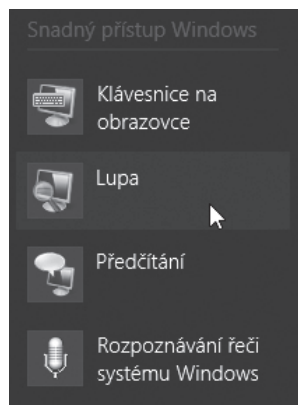 Snadný přístup Windows
Klávesnice na
obrazovce
Lupa
Předčítání
Rozpoznávání řeči
systému Windows